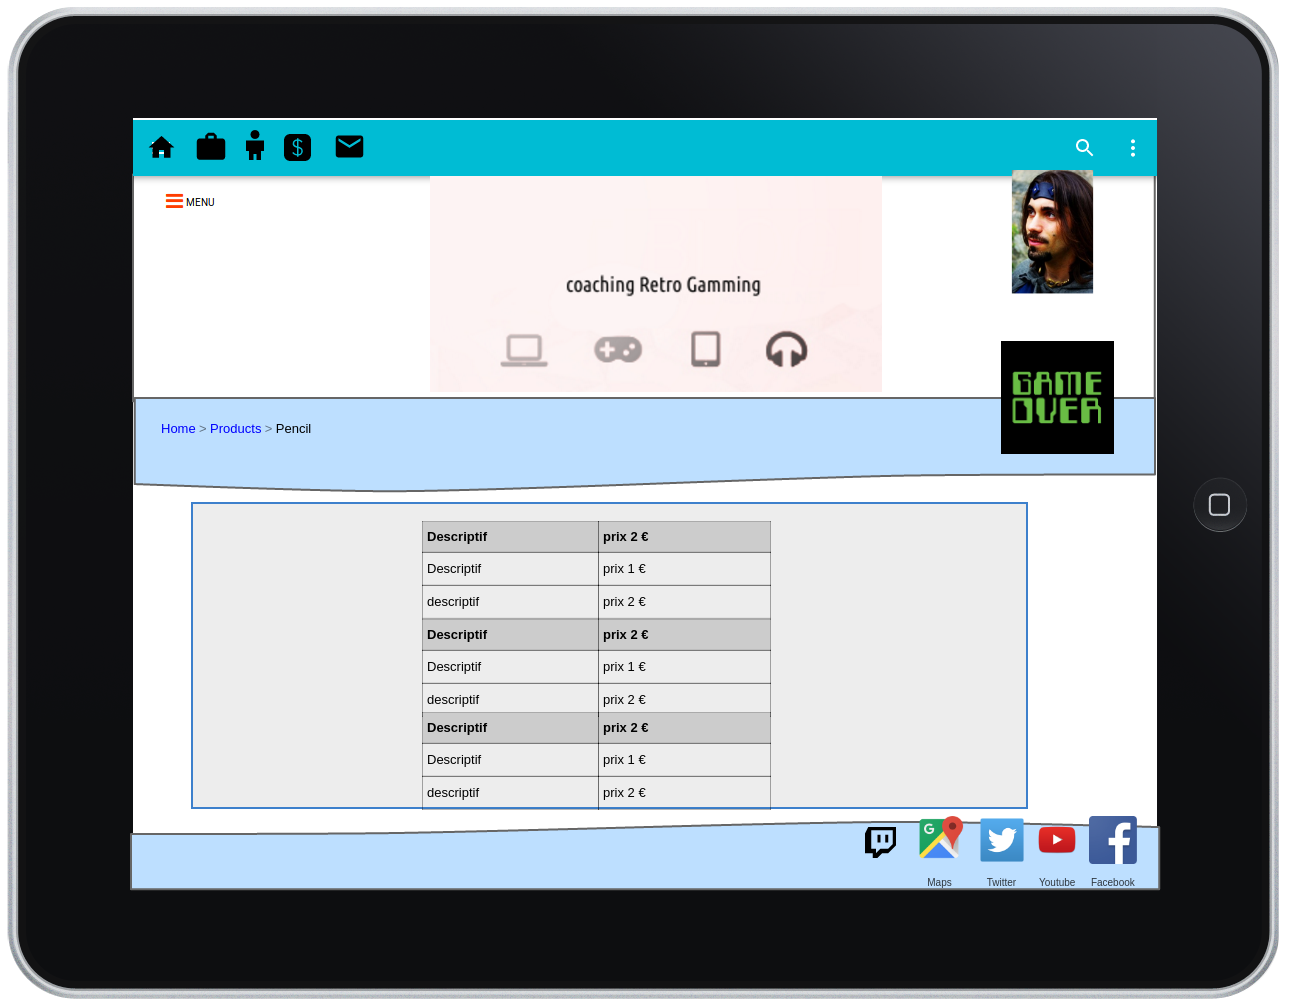 $
MENU
coaching Retro Gamming
GAME
OVER
Home > Products > Pencil
Descriptif prix 2 €
Descriptif prix 1 €
descriptif prix 2 €
Descriptif prix 2 €
Descriptif prix 1 €
descriptif prix 2 €
Descriptif prix 2 €
Descriptif prix 1 €
descriptif prix 2 €
G
f
Maps Twitter Youtube Facebook